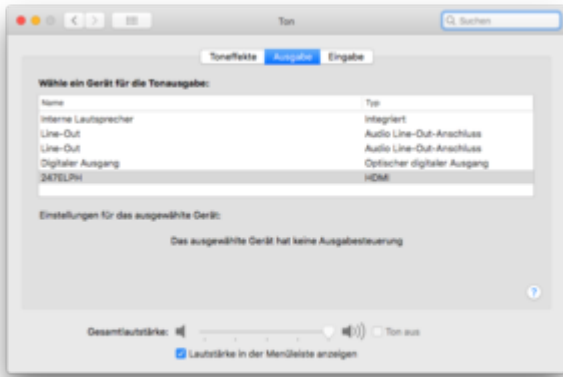 Ton
Suchen
Toneffekte Ausgabe Eingabe
Wähle ein Gerät für die Tonausgabe:
Name Typ
Interne Lautsprecher Integriert
Line-Out Audio Line-Out-Anschluss
Line-Out Audio Line-Out-Anschluss
Digitaler Ausgang Optischer digitaler Ausgang
247ELPH HDMI
Einstellungen für das ausgewählte Gerät:
Das ausgewählte Gerät hat keine Ausgabesteuerung
?
Gesamtlautstärke: Ton aus
Lautstärke in der Menüleiste anzeigen